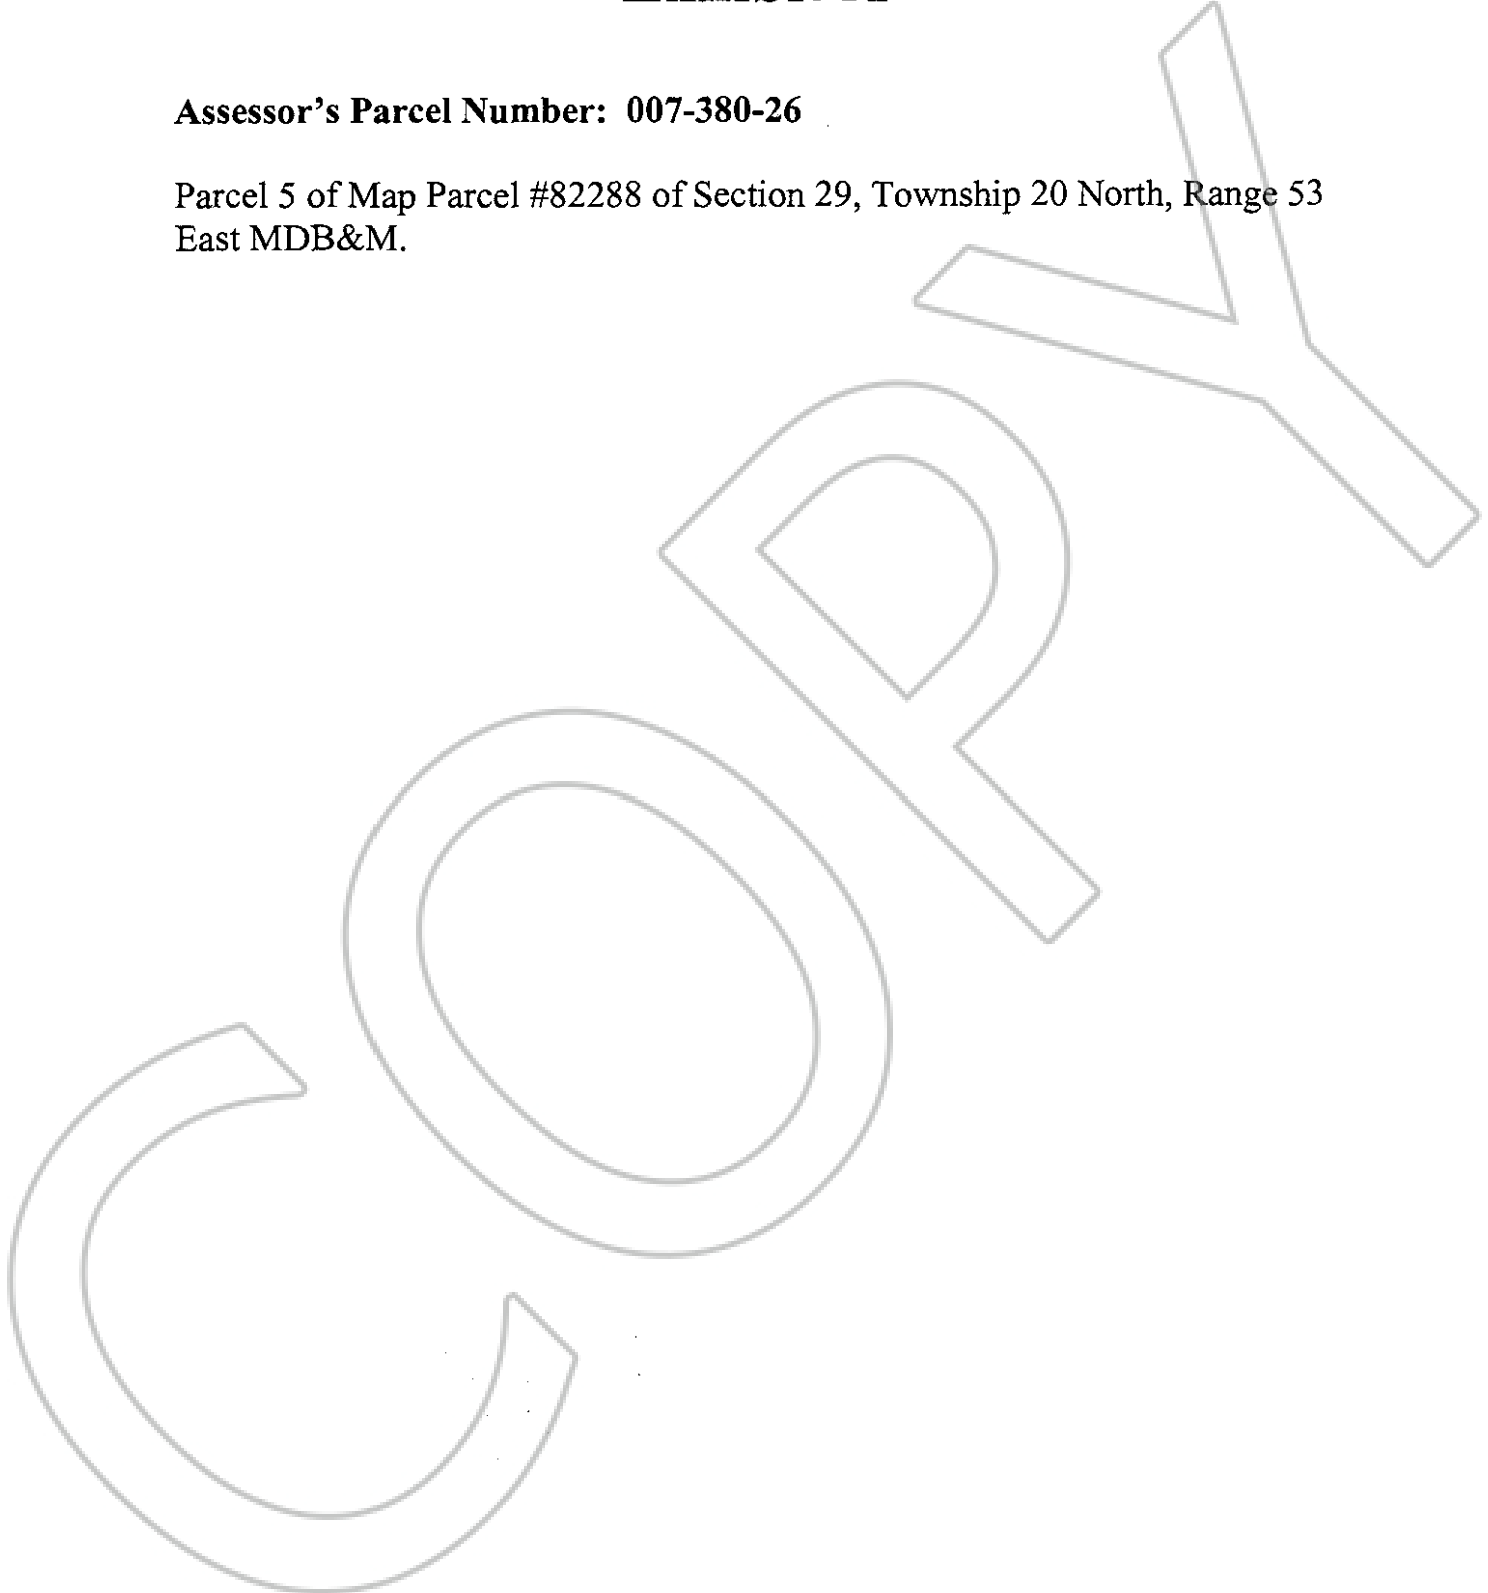 Assessor's Parcel Number: 007-380-26
Parcel 5 of Map Parcel #82288 of Section 29, Township 20 North, Range 53
East MDB&M.
COPY